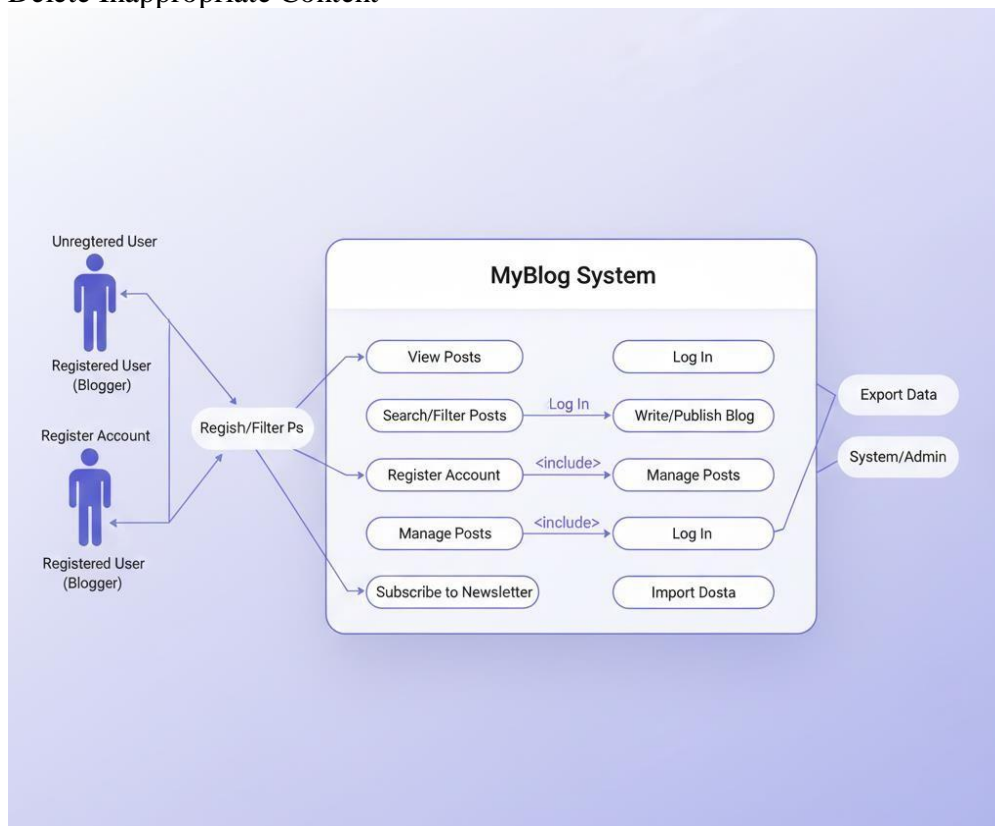 Delete Inappropriate Content
Unregtered User
Registered User
(Blogger)
Register Account
Registered User
(Blogger)
Regish/Filter Ps
MyBlog System
View Posts
Log In
Search/Filter Posts
Log In
Write/Publish Blog
Register Account
<include>
Manage Posts
Manage Posts
<include>
Log In
Subscribe to Newsletter
Import Dosta
Export Data
System/Admin